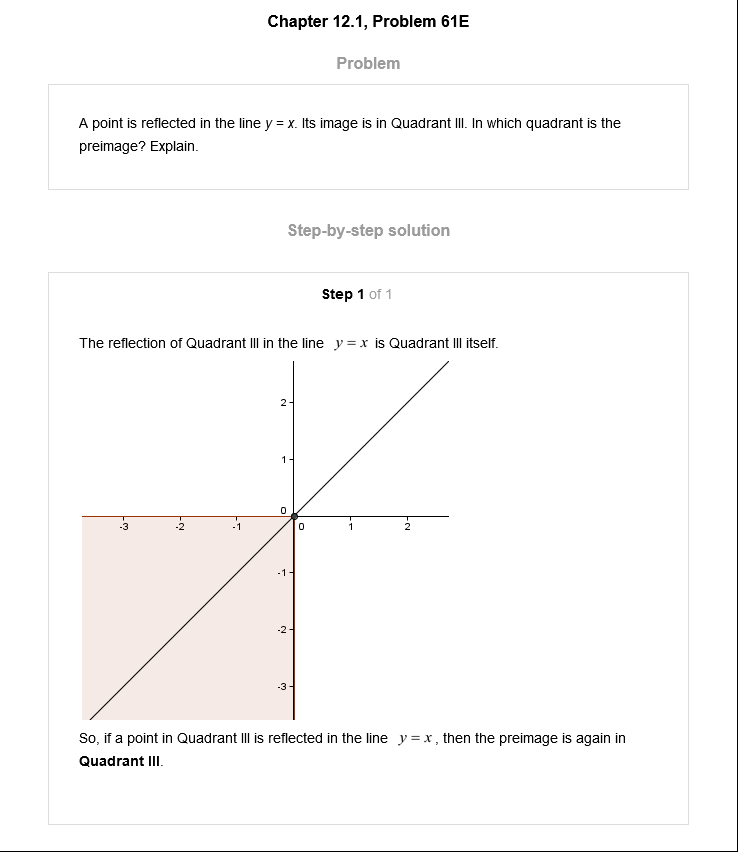 Chapter 12.1, Problem 61E
Problem
A point is reflected in the line y = x. Its image is in Quadrant III. In which quadrant is the
preimage? Explain.
Step-by-step solution
Step 1 of 1
The reflection of Quadrant III in the line y = x is Quadrant III itself.
2
1
0
-3 -2 -1 0 1 2
-1
-2
-3
So, if a point in Quadrant III is reflected in the line y = x, then the preimage is again in
Quadrant III.